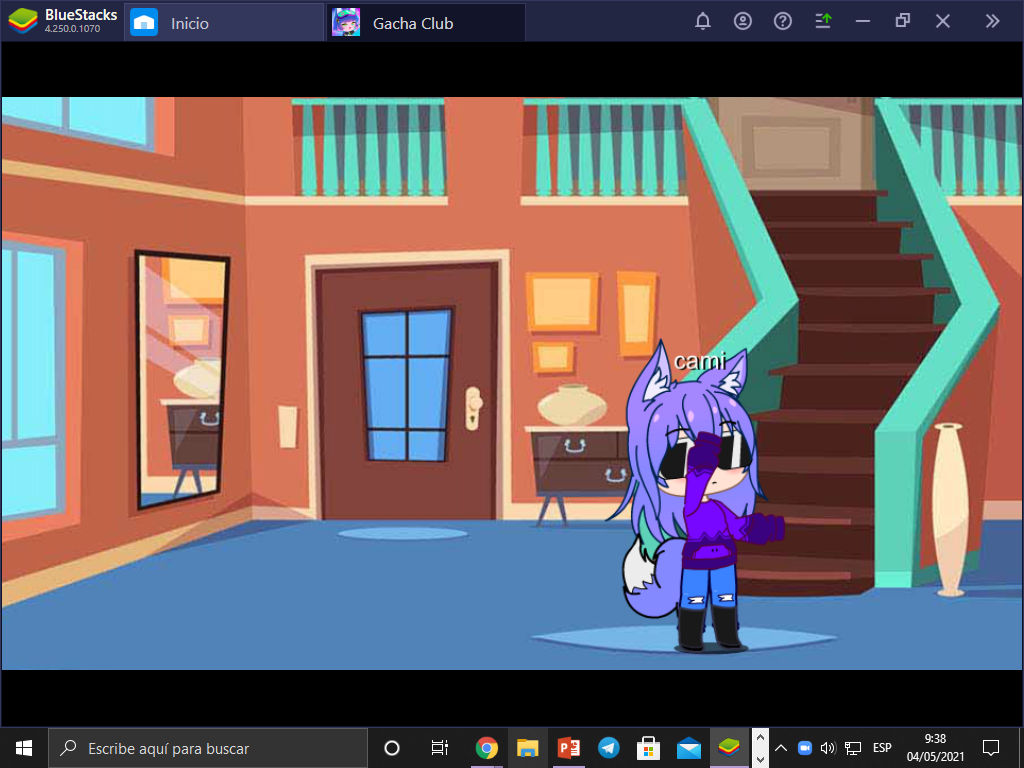 BlueStacks
4.250.0.1070
Inicio
Gacha Club
cami
Escribe aquí para buscar
ESP
9:38
04/05/2021